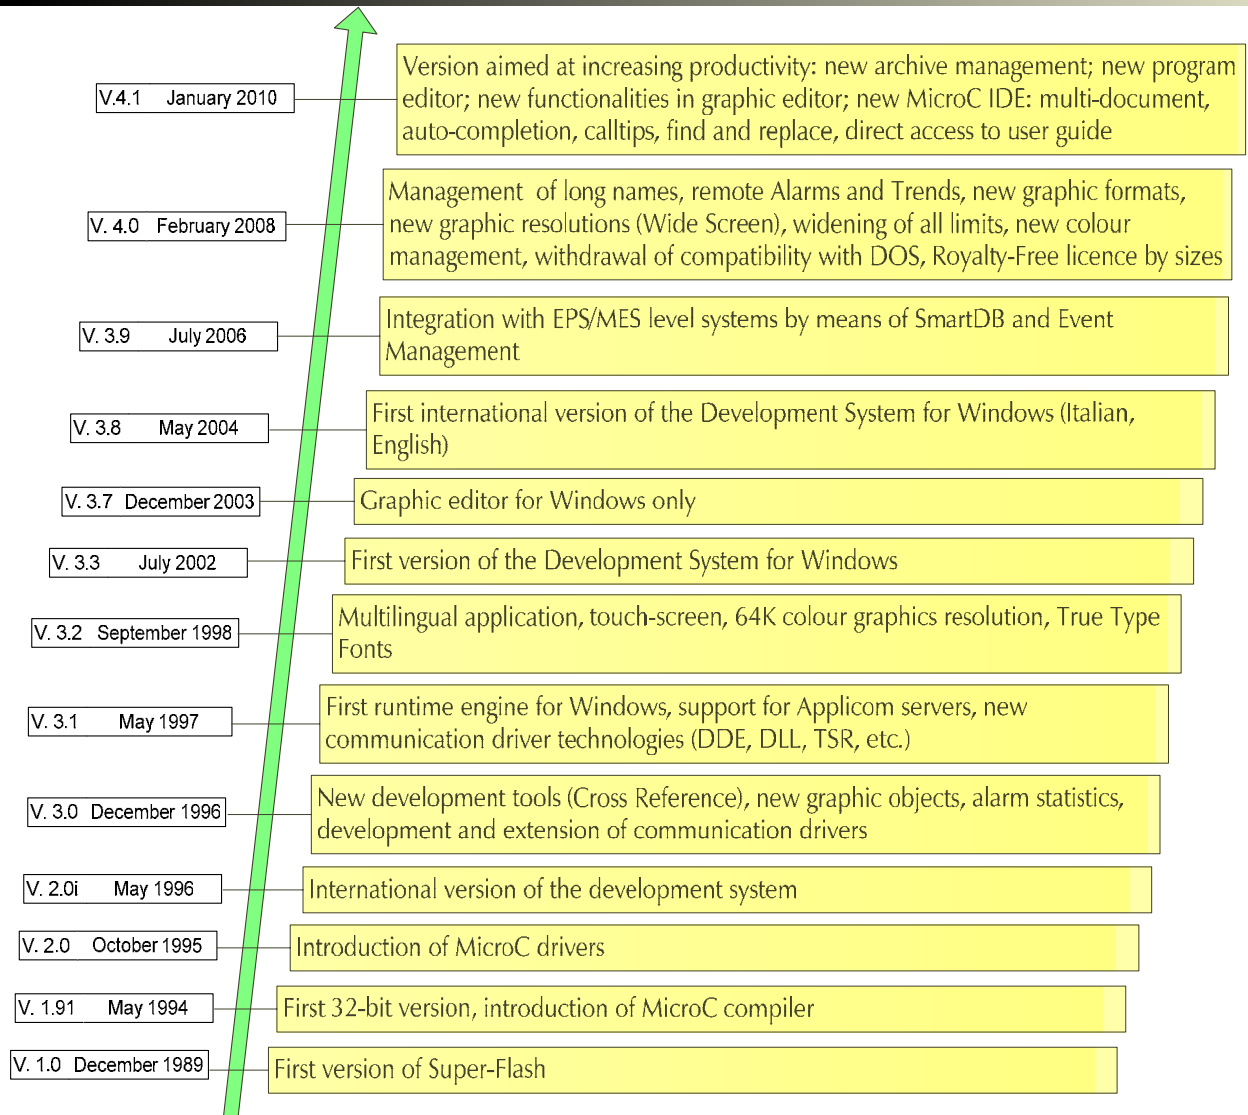 V.4.1 January 2010
Version aimed at increasing productivity: new archive management; new program
editor; new functionalities in graphic editor; new MicroC IDE: multi-document,
auto-completion, calltips, find and replace, direct access to user guide
V. 4.0 February 2008
Management of long names, remote Alarms and Trends, new graphic formats,
new graphic resolutions (Wide Screen), widening of all limits, new colour
management, withdrawal of compatibility with DOS, Royalty-Free licence by sizes
V. 3.9 July 2006
Integration with EPS/MES level systems by means of SmartDB and Event
Management
V. 3.8 May 2004
First international version of the Development System for Windows (Italian,
English)
V. 3.7 December 2003
Graphic editor for Windows only
V. 3.3 July 2002
First version of the Development System for Windows
V. 3.2 September 1998
Multilingual application, touch-screen, 64K colour graphics resolution, True Type
Fonts
V. 3.1 May 1997
First runtime engine for Windows, support for Applicom servers, new
communication driver technologies (DDE, DLL, TSR, etc.)
V. 3.0 December 1996
New development tools (Cross Reference), new graphic objects, alarm statistics,
development and extension of communication drivers
V. 2.0i May 1996
International version of the development system
V. 2.0 October 1995
Introduction of MicroC drivers
V. 1.91 May 1994
First 32-bit version, introduction of MicroC compiler
V. 1.0 December 1989
First version of Super-Flash